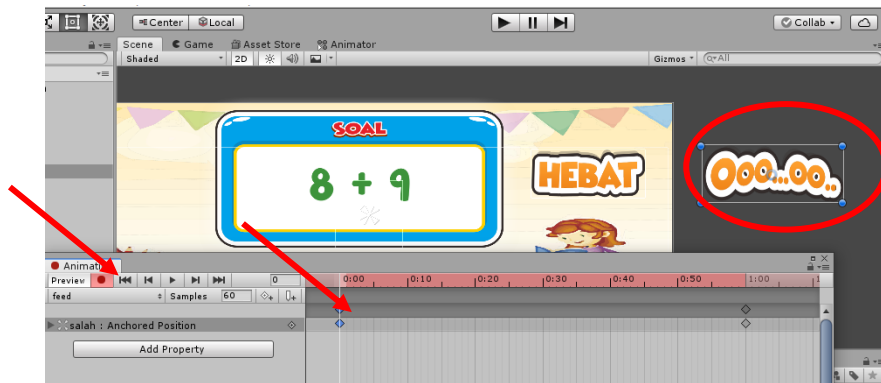 Center Local Collab
Scene Game Asset Store Animator
Shaded 2D Gizmos All
SOAL
8 + 9
HEBAT
Ooo...Oo..
Preview 0 0:00 0:10 0:20 0:30 0:40 0:50 1:00
feed Samples 60
salah : Anchored Position
Add Property